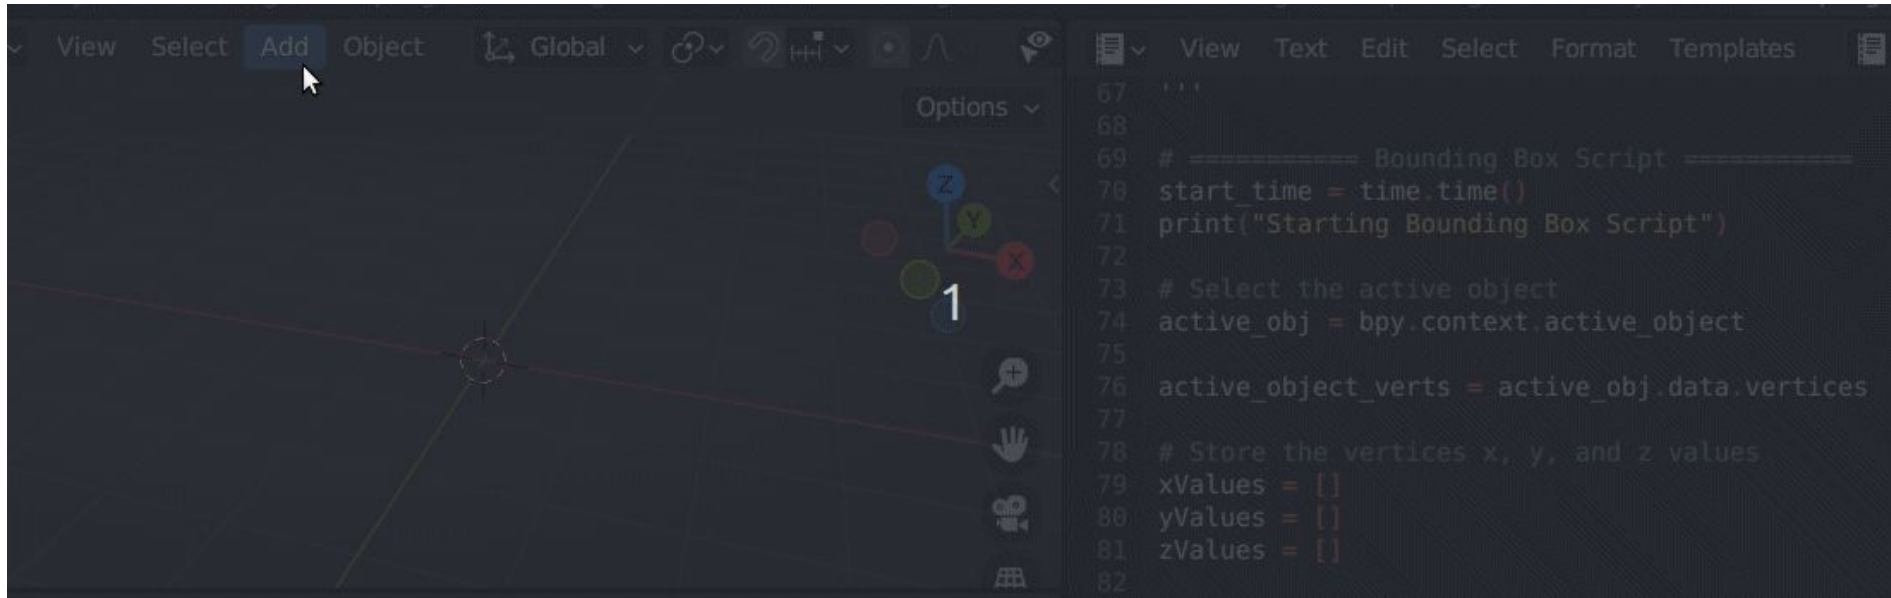 View Select Add Object Global
Options
Z
Y
X
1
View Text Edit Select Format Templates
67 '''
68
69 # =========== Bounding Box Script ===========
70 start_time = time.time()
71 print("Starting Bounding Box Script")
72
73 # Select the active object
74 active_obj = bpy.context.active_object
75
76 active_object_verts = active_obj.data.vertices
77
78 # Store the vertices x, y, and z values
79 xValues = []
80 yValues = []
81 zValues = []
82